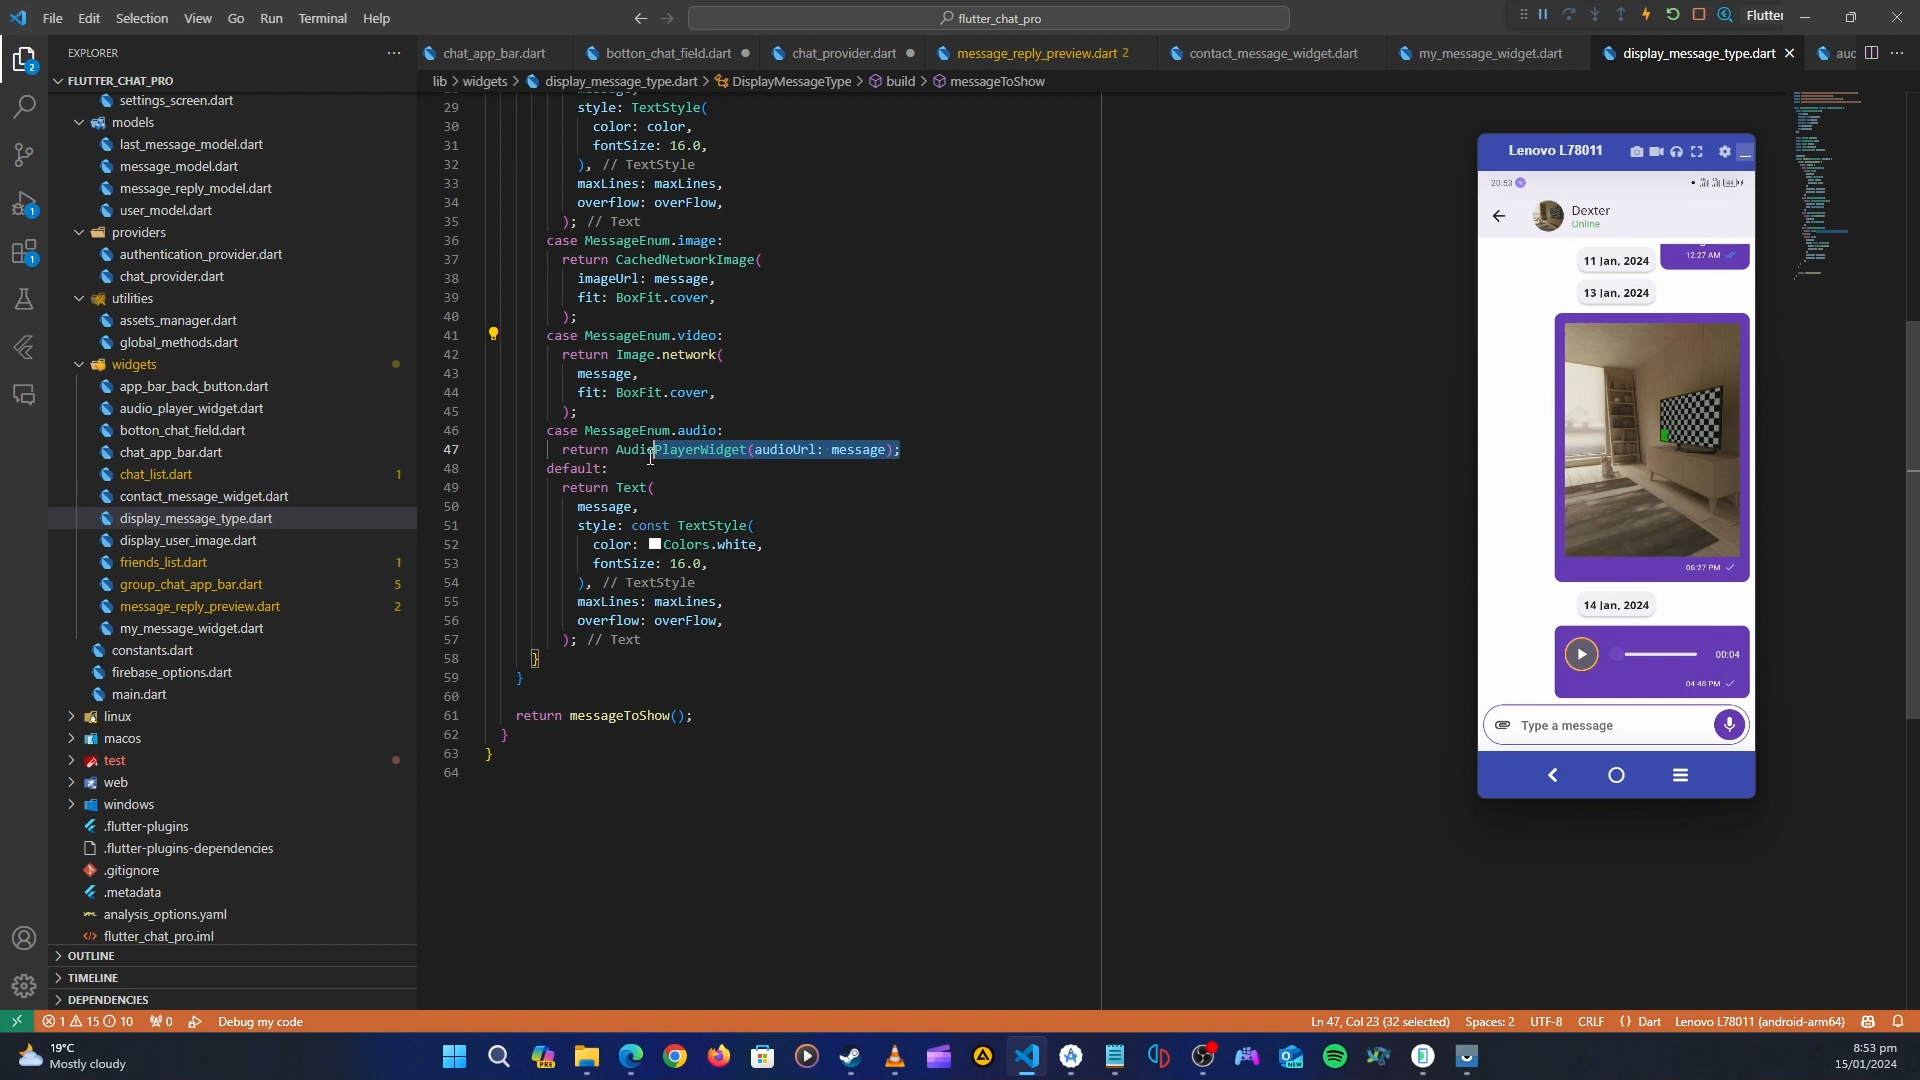 File Edit Selection View Go Run Terminal Help
flutter_chat_pro
Flutter
EXPLORER
chat_app_bar.dart
botton_chat_field.dart
chat_provider.dart
message_reply_preview.dart 2
contact_message_widget.dart
my_message_widget.dart
display_message_type.dart
FLUTTER_CHAT_PRO
lib > widgets > display_message_type.dart > DisplayMessageType > build > messageToShow
settings_screen.dart
models
last_message_model.dart
message_model.dart
message_reply_model.dart
user_model.dart
providers
authentication_provider.dart
chat_provider.dart
utilities
assets_manager.dart
global_methods.dart
widgets
app_bar_back_button.dart
audio_player_widget.dart
botton_chat_field.dart
chat_app_bar.dart
chat_list.dart 1
contact_message_widget.dart
display_message_type.dart
display_user_image.dart
friends_list.dart 1
group_chat_app_bar.dart 5
message_reply_preview.dart 2
my_message_widget.dart
constants.dart
firebase_options.dart
main.dart
linux
macos
test
web
windows
.flutter-plugins
.flutter-plugins-dependencies
.gitignore
.metadata
analysis_options.yaml
flutter_chat_pro.iml
OUTLINE
TIMELINE
DEPENDENCIES
29 style: TextStyle(
30 color: color,
31 fontSize: 16.0,
32 ), // TextStyle
33 maxLines: maxLines,
34 overflow: overFlow,
35 ); // Text
36 case MessageEnum.image:
37 return CachedNetworkImage(
38 imageUrl: message,
39 fit: BoxFit.cover,
40 );
41 case MessageEnum.video:
42 return Image.network(
43 message,
44 fit: BoxFit.cover,
45 );
46 case MessageEnum.audio:
47 return AudioPlayerWidget(audioUrl: message);
48 default:
49 return Text(
50 message,
51 style: const TextStyle(
52 color: Colors.white,
53 fontSize: 16.0,
54 ), // TextStyle
55 maxLines: maxLines,
56 overflow: overFlow,
57 ); // Text
58 }
59 }
60
61 return messageToShow();
62 }
63 }
64
Lenovo L78011
20:53
Dexter
Online
12:27 AM
11 Jan, 2024
13 Jan, 2024
06:27 PM
14 Jan, 2024
00:04
04:48 PM
Type a message
1 15 10 0 Debug my code
Ln 47, Col 23 (32 selected) Spaces: 2 UTF-8 CRLF {} Dart Lenovo L78011 (android-arm64)
19°C
Mostly cloudy
8:53 pm
15/01/2024